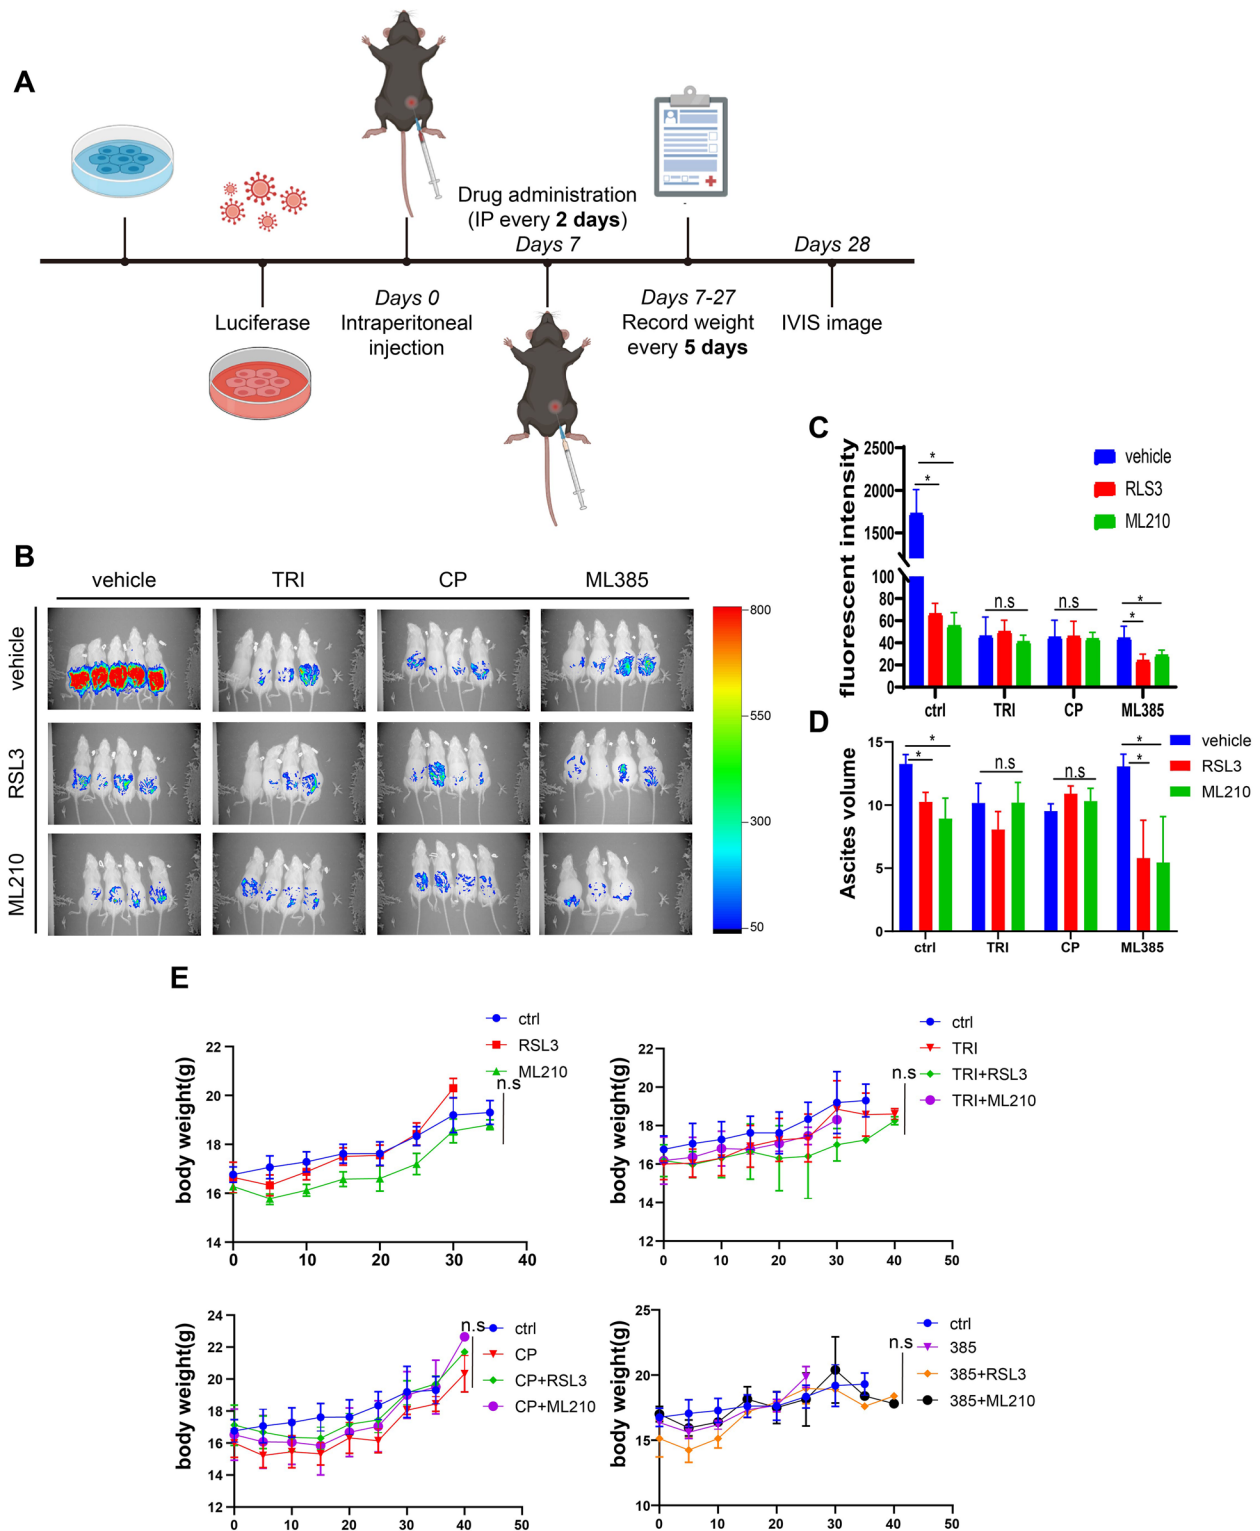 A
Drug administration
(IP every 2 days)
Days 7
Days 28
Luciferase
Days 0
Intraperitoneal
injection
Days 7-27
Record weight
every 5 days
IVIS image
B
vehicle
TRI
CP
ML385
vehicle
RSL3
ML210
800
550
300
50
C
fluorescent intensity
2500
2000
1500
100
80
60
40
20
0
*
*
n.s
n.s
*
*
vehicle
RLS3
ML210
ctrl
TRI
CP
ML385
D
Ascites volume
15
10
5
0
*
*
n.s
n.s
*
*
vehicle
RSL3
ML210
ctrl
TRI
CP
ML385
E
body weight(g)
22
20
18
16
14
0
10
20
30
40
ctrl
RSL3
ML210
n.s
body weight(g)
22
20
18
16
14
12
0
10
20
30
40
50
ctrl
TRI
TRI+RSL3
TRI+ML210
n.s
body weight(g)
24
22
20
18
16
14
12
0
10
20
30
40
50
n.s
ctrl
CP
CP+RSL3
CP+ML210
body weight(g)
25
20
15
10
0
10
20
30
40
50
n.s
ctrl
385
385+RSL3
385+ML210